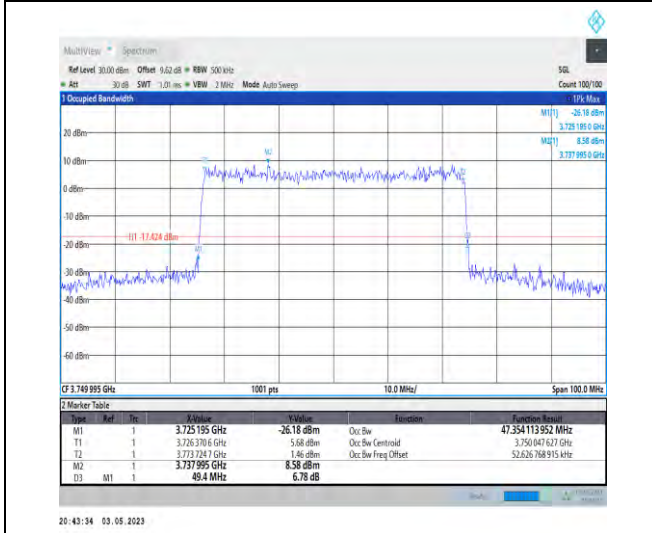 MultiView Spectrum
Ref Level 30.00 dBm Offset 9.62 dB RBW 500 kHz SGL
Att 30 dB SWT 1.01 ms VBW 2 MHz Mode Auto Sweep Count 100/100
1 Occupied Bandwidth 1Pk Max
M1[1] -26.18 dBm
3.725 195 0 GHz
M2[1] 8.58 dBm
3.737 995 0 GHz
20 dBm
10 dBm
M2
0 dBm
-10 dBm
H1 -17.424 dBm
-20 dBm
M1
-30 dBm
-40 dBm
-50 dBm
-60 dBm
CF 3.749 995 GHz 1001 pts 10.0 MHz/ Span 100.0 MHz
2 Marker Table
Type Ref Trc X-Value Y-Value Function Function Result
M1 1 3.725 195 GHz -26.18 dBm Occ Bw 47.354 113 952 MHz
T1 1 3.726 370 6 GHz 5.68 dBm Occ Bw Centroid 3.750 047 627 GHz
T2 1 3.773 724 7 GHz 1.46 dBm Occ Bw Freq Offset 52.626 768 915 kHz
M2 1 3.737 995 GHz 8.58 dBm
D3 M1 1 49.4 MHz 6.78 dB
20:43:34 03.05.2023